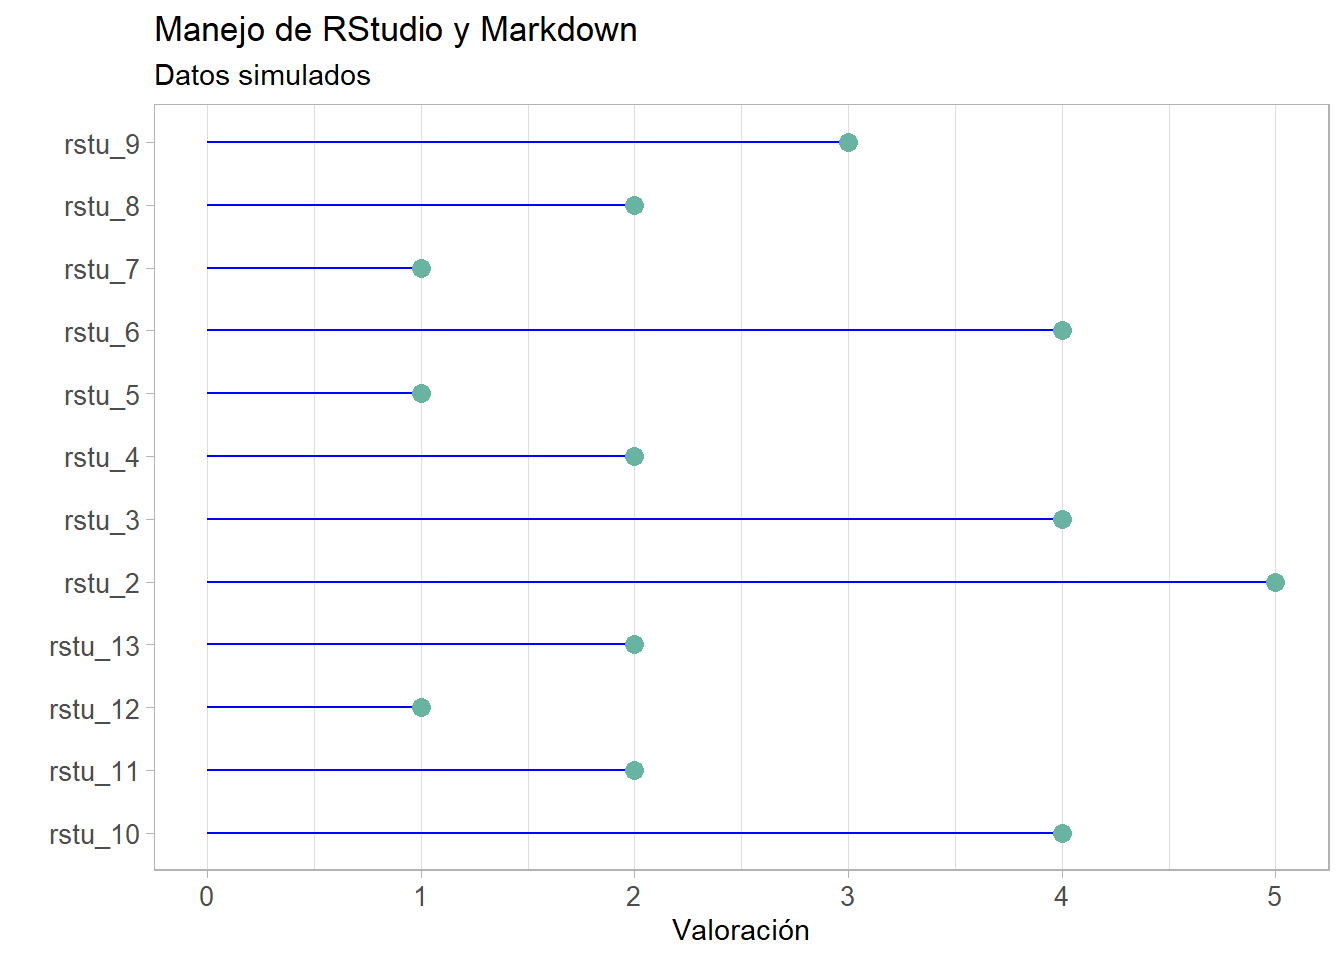 Manejo de RStudio y Markdown
Datos simulados
rstu_9
rstu_8
rstu_7
rstu_6
rstu_5
rstu_4
rstu_3
rstu_2
rstu_13
rstu_12
rstu_11
rstu_10
0 1 2 3 4 5
Valoración